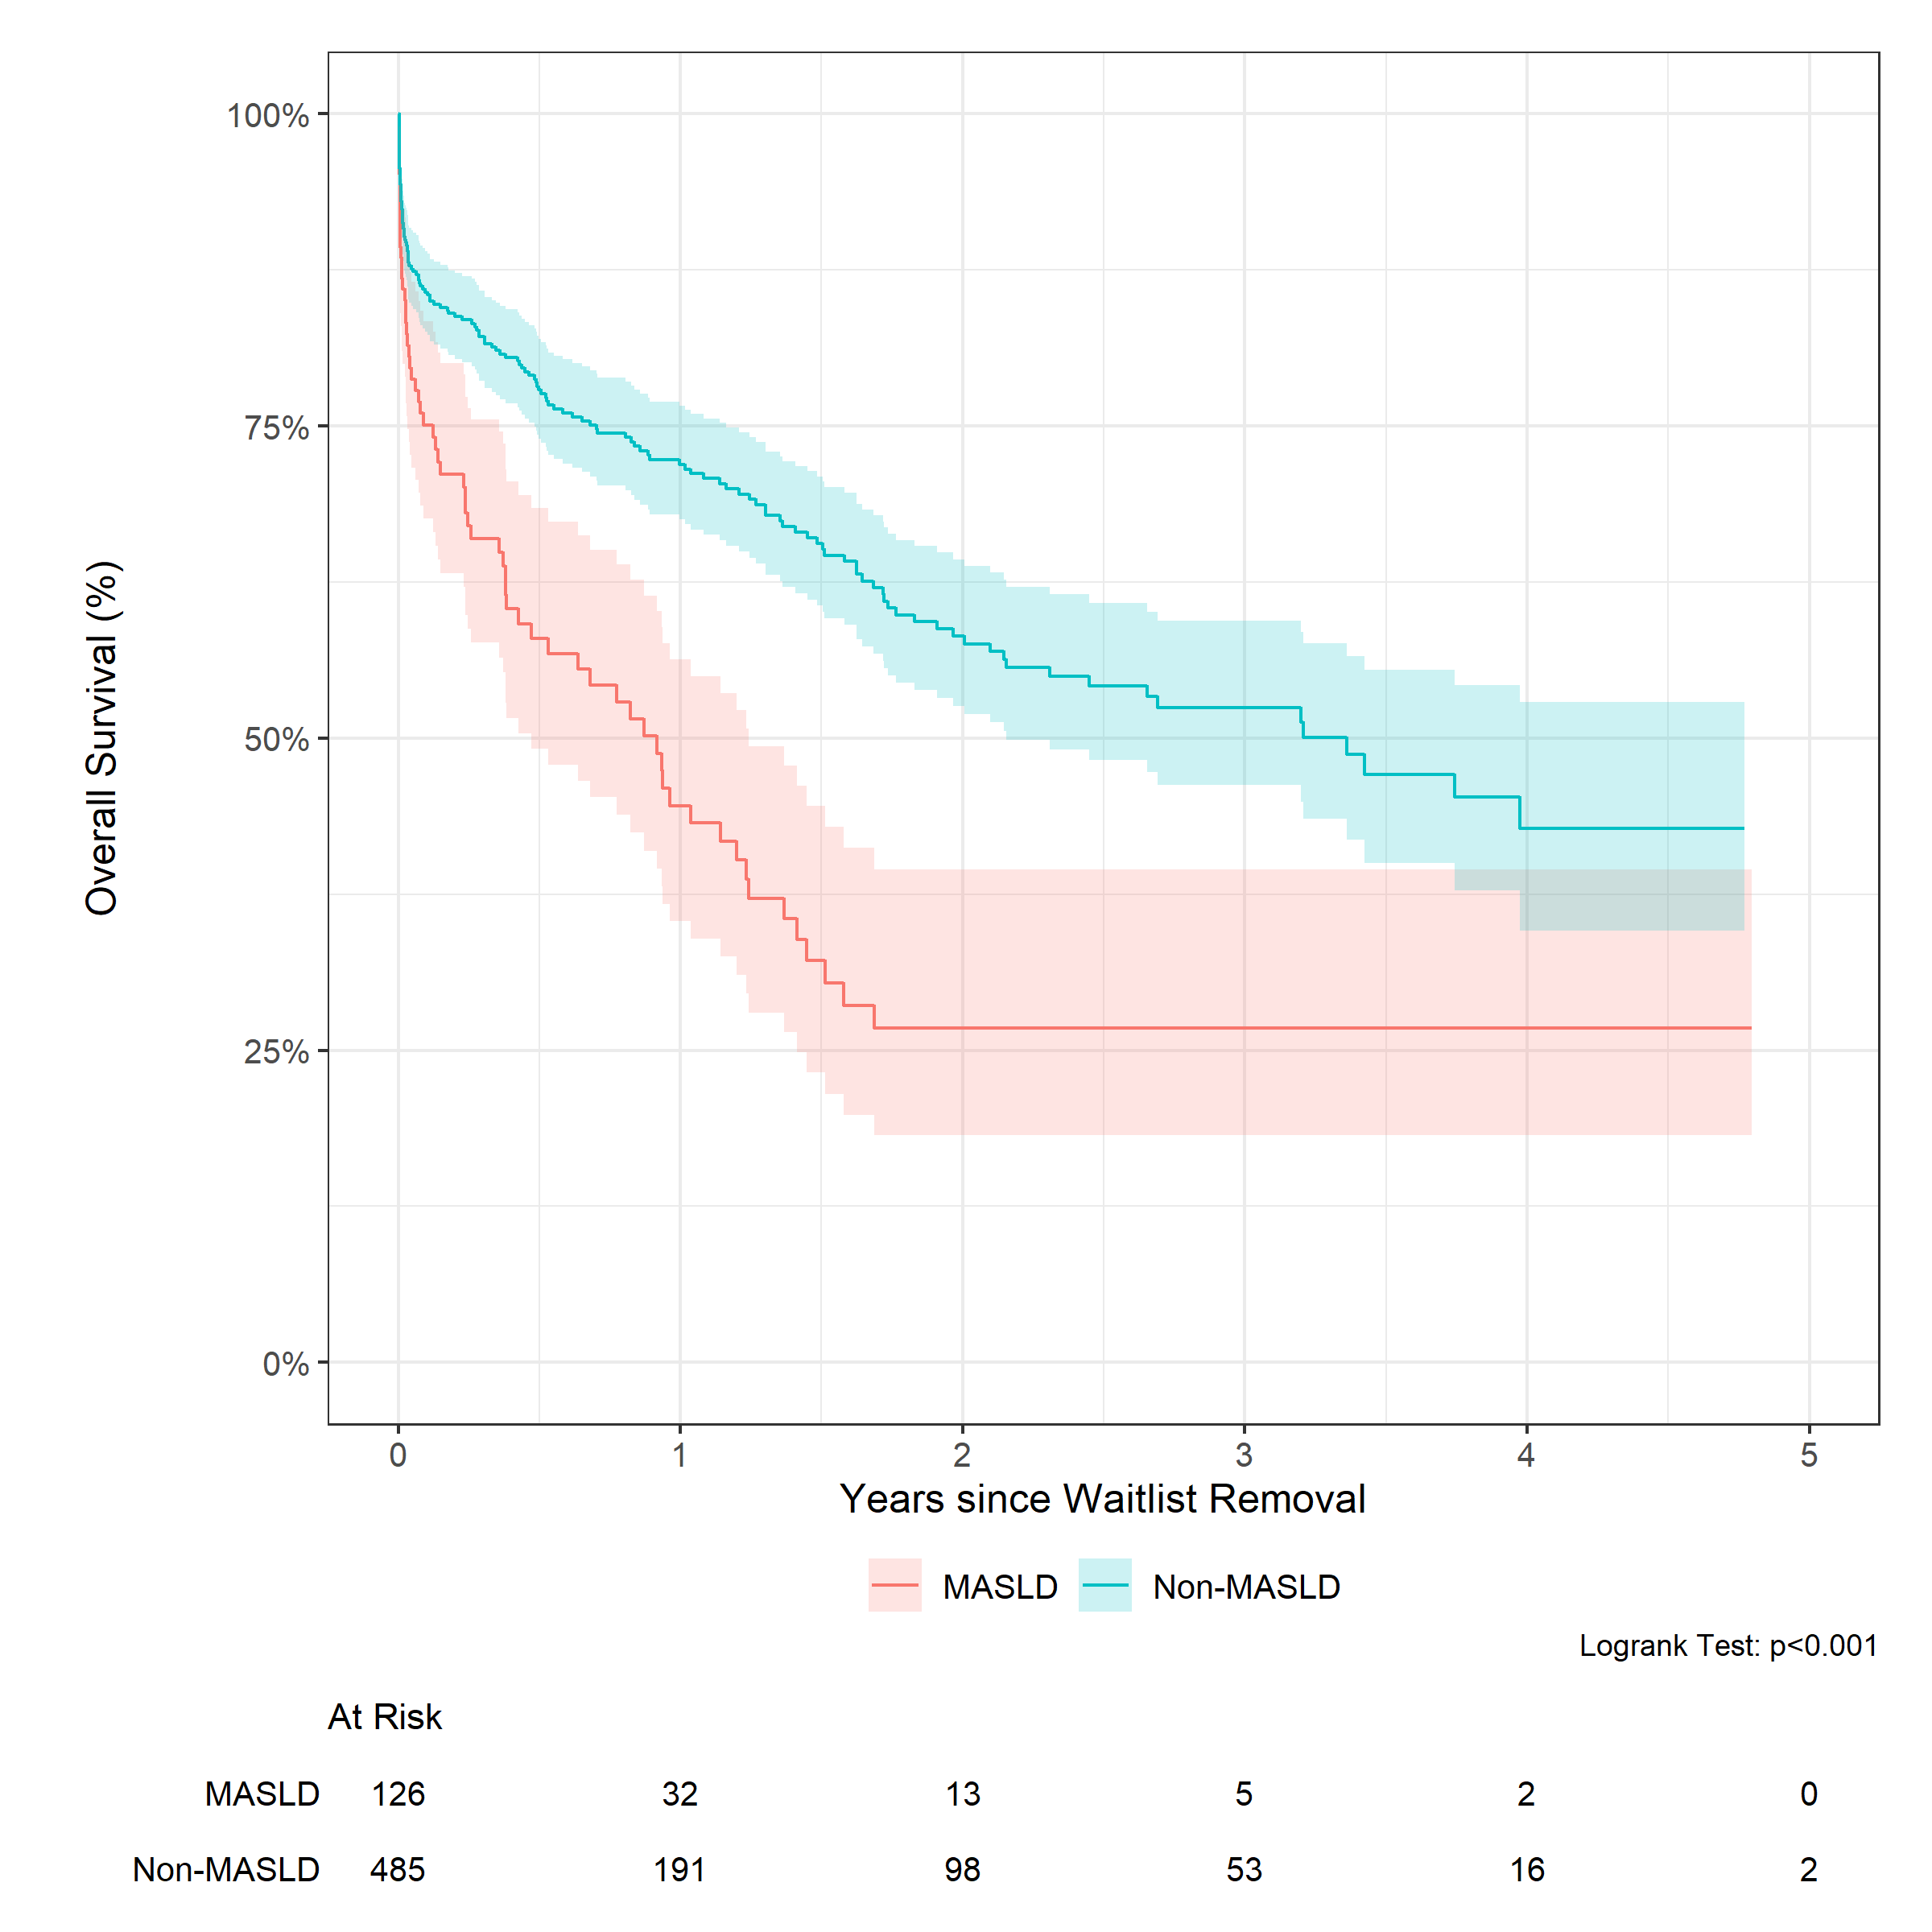 100%
75%
50%
25%
0%
Overall Survival (%)
0 1 2 3 4 5
Years since Waitlist Removal
MASLD Non-MASLD
Logrank Test: p<0.001
At Risk
MASLD 126 32 13 5 2 0
Non-MASLD 485 191 98 53 16 2